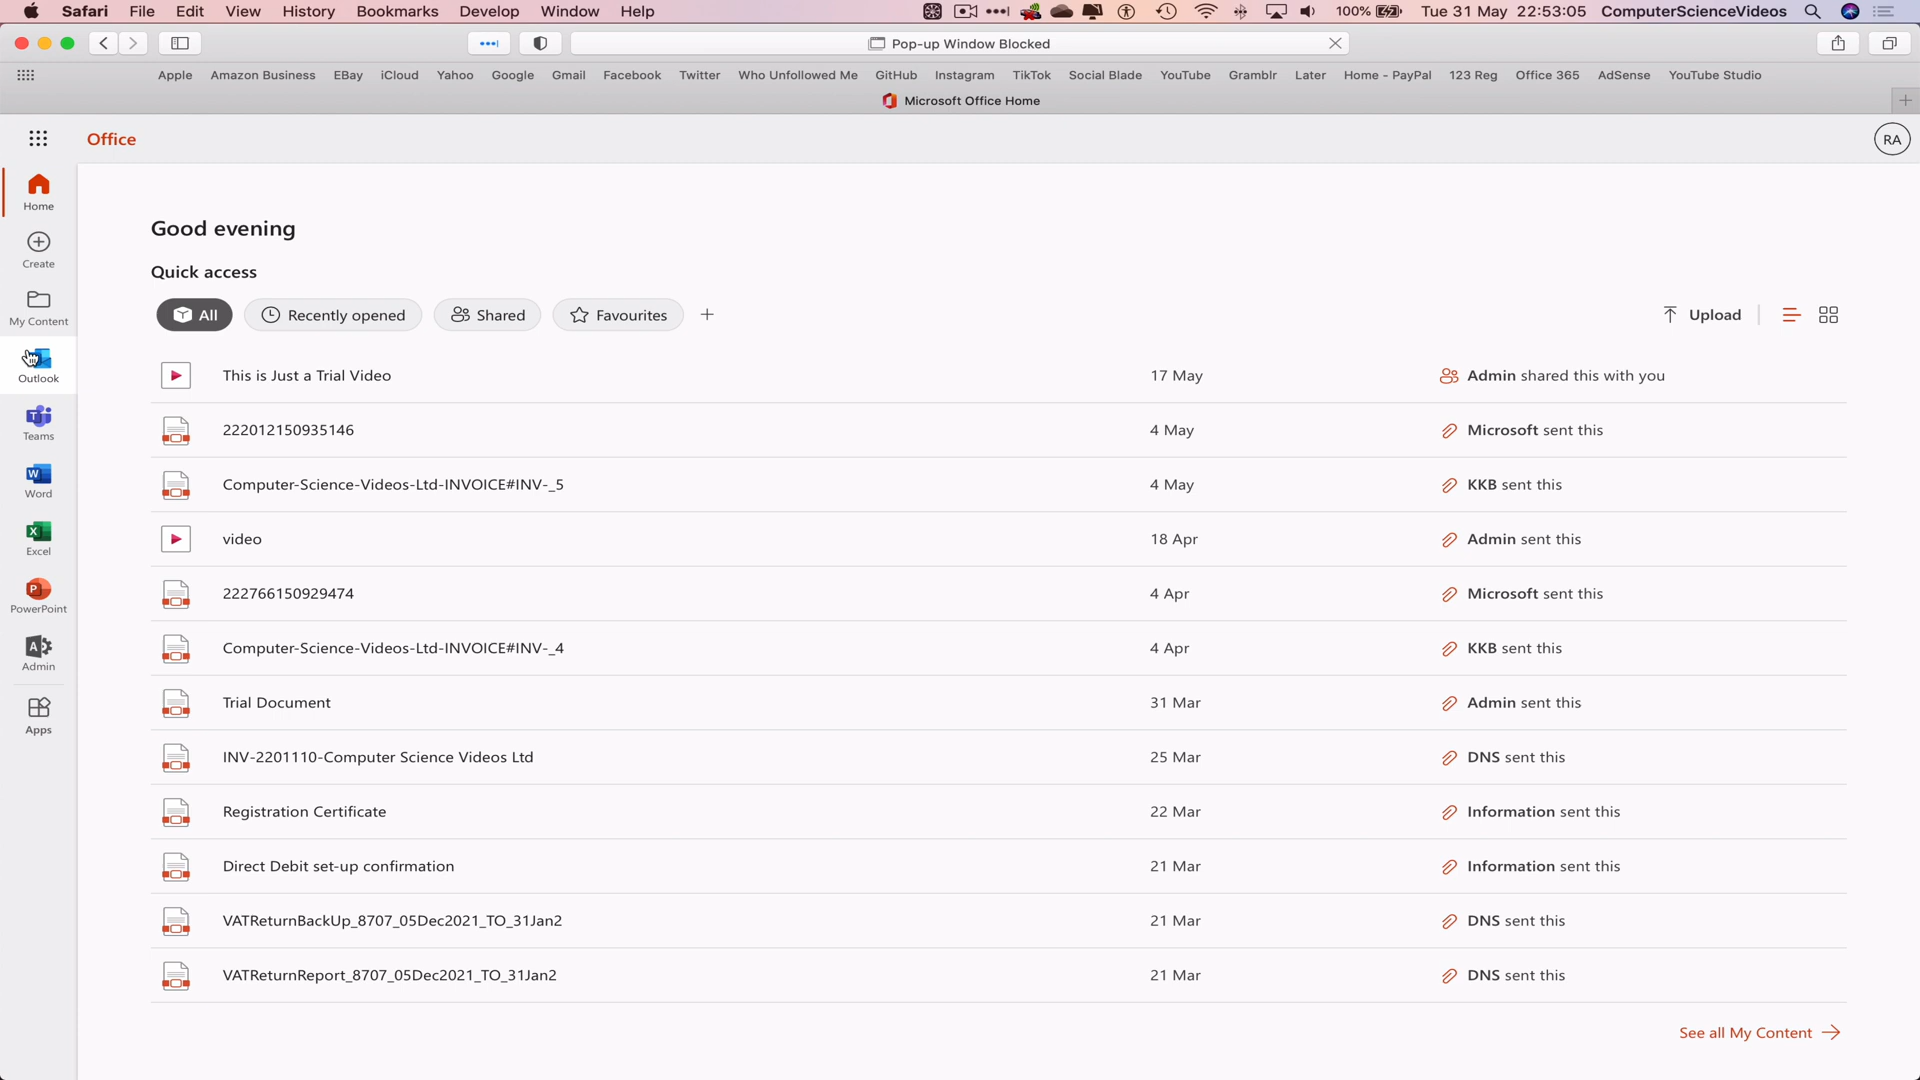 Safari File Edit View History Bookmarks Develop Window Help 100% Tue 31 May 22:53:05 ComputerScienceVideos
Pop-up Window Blocked
Apple Amazon Business EBay iCloud Yahoo Google Gmail Facebook Twitter Who Unfollowed Me GitHub Instagram TikTok Social Blade YouTube Gramblr Later Home - PayPal 123 Reg Office 365 AdSense YouTube Studio
Microsoft Office Home
Office
RA
Home
Create
My Content
Outlook
Teams
Word
Excel
PowerPoint
Admin
Apps
Good evening
Quick access
All Recently opened Shared Favourites Upload
This is Just a Trial Video 17 May Admin shared this with you
222012150935146 4 May Microsoft sent this
Computer-Science-Videos-Ltd-INVOICE#INV-_5 4 May KKB sent this
video 18 Apr Admin sent this
222766150929474 4 Apr Microsoft sent this
Computer-Science-Videos-Ltd-INVOICE#INV-_4 4 Apr KKB sent this
Trial Document 31 Mar Admin sent this
INV-2201110-Computer Science Videos Ltd 25 Mar DNS sent this
Registration Certificate 22 Mar Information sent this
Direct Debit set-up confirmation 21 Mar Information sent this
VATReturnBackUp_8707_05Dec2021_TO_31Jan2 21 Mar DNS sent this
VATReturnReport_8707_05Dec2021_TO_31Jan2 21 Mar DNS sent this
See all My Content